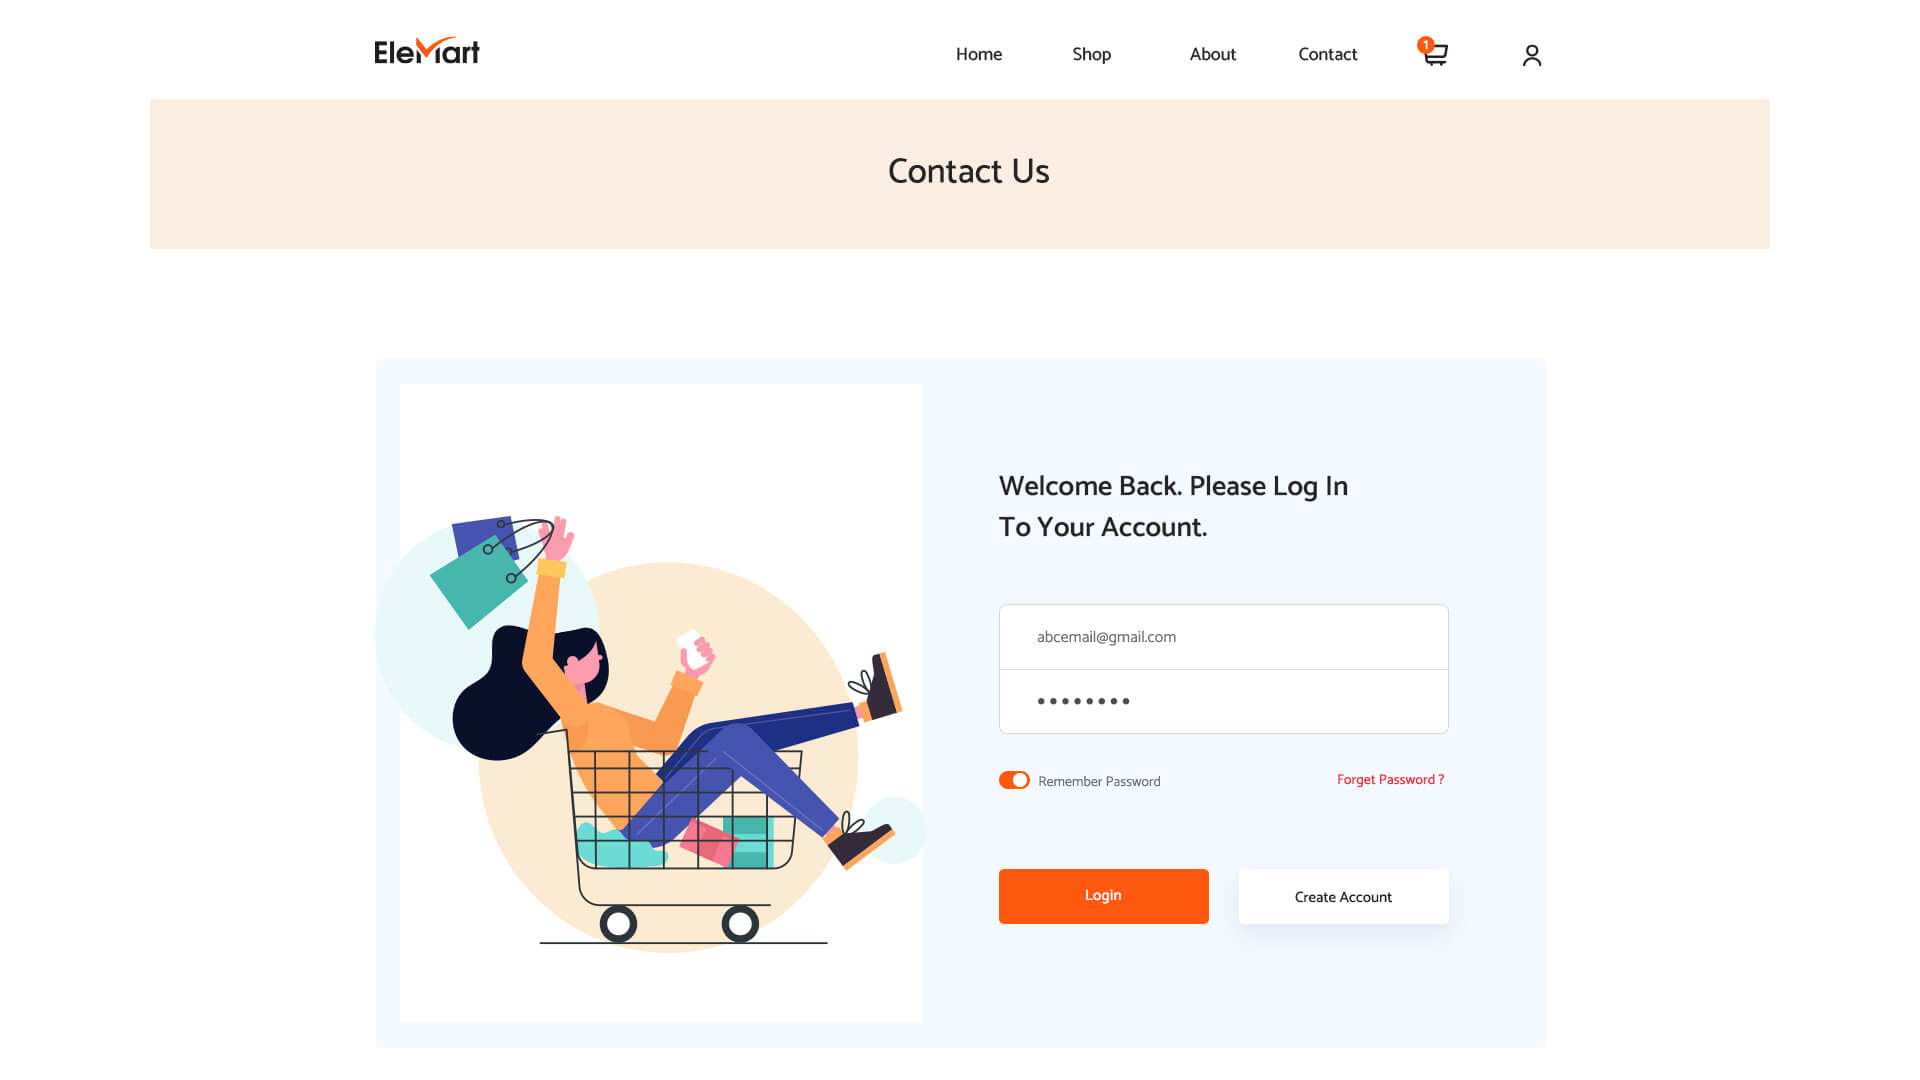 EleMart
Home Shop About Contact 1
Contact Us
Welcome Back. Please Log In
To Your Account.
abcemail@gmail.com
••••••••
Remember Password Forget Password ?
Login Create Account